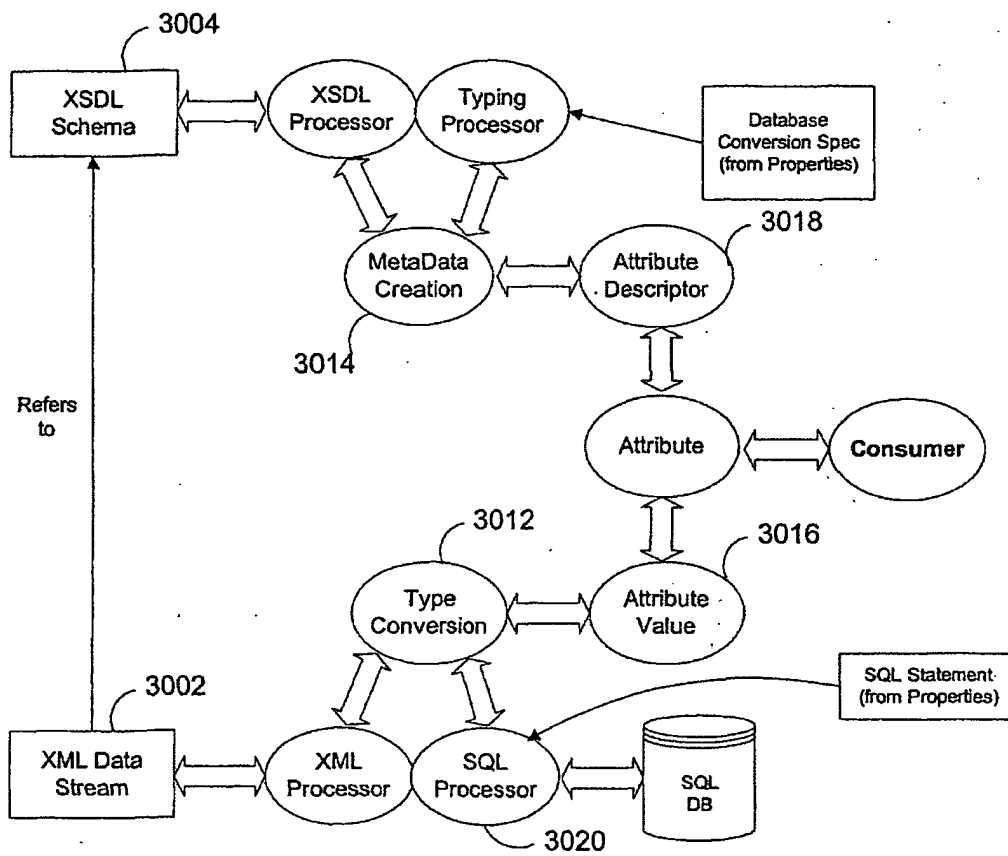 3004
XSDL
Schema
XSDL
Processor
Typing
Processor
Database
Conversion Spec
(from Properties)
3018
MetaData
Creation
Attribute
Descriptor
3014
Refers
to
Attribute
Consumer
3012
3016
Type
Conversion
Attribute
Value
SQL Statement
(from Properties)
3002
XML Data
Stream
XML
Processor
SQL
Processor
SQL
DB
3020